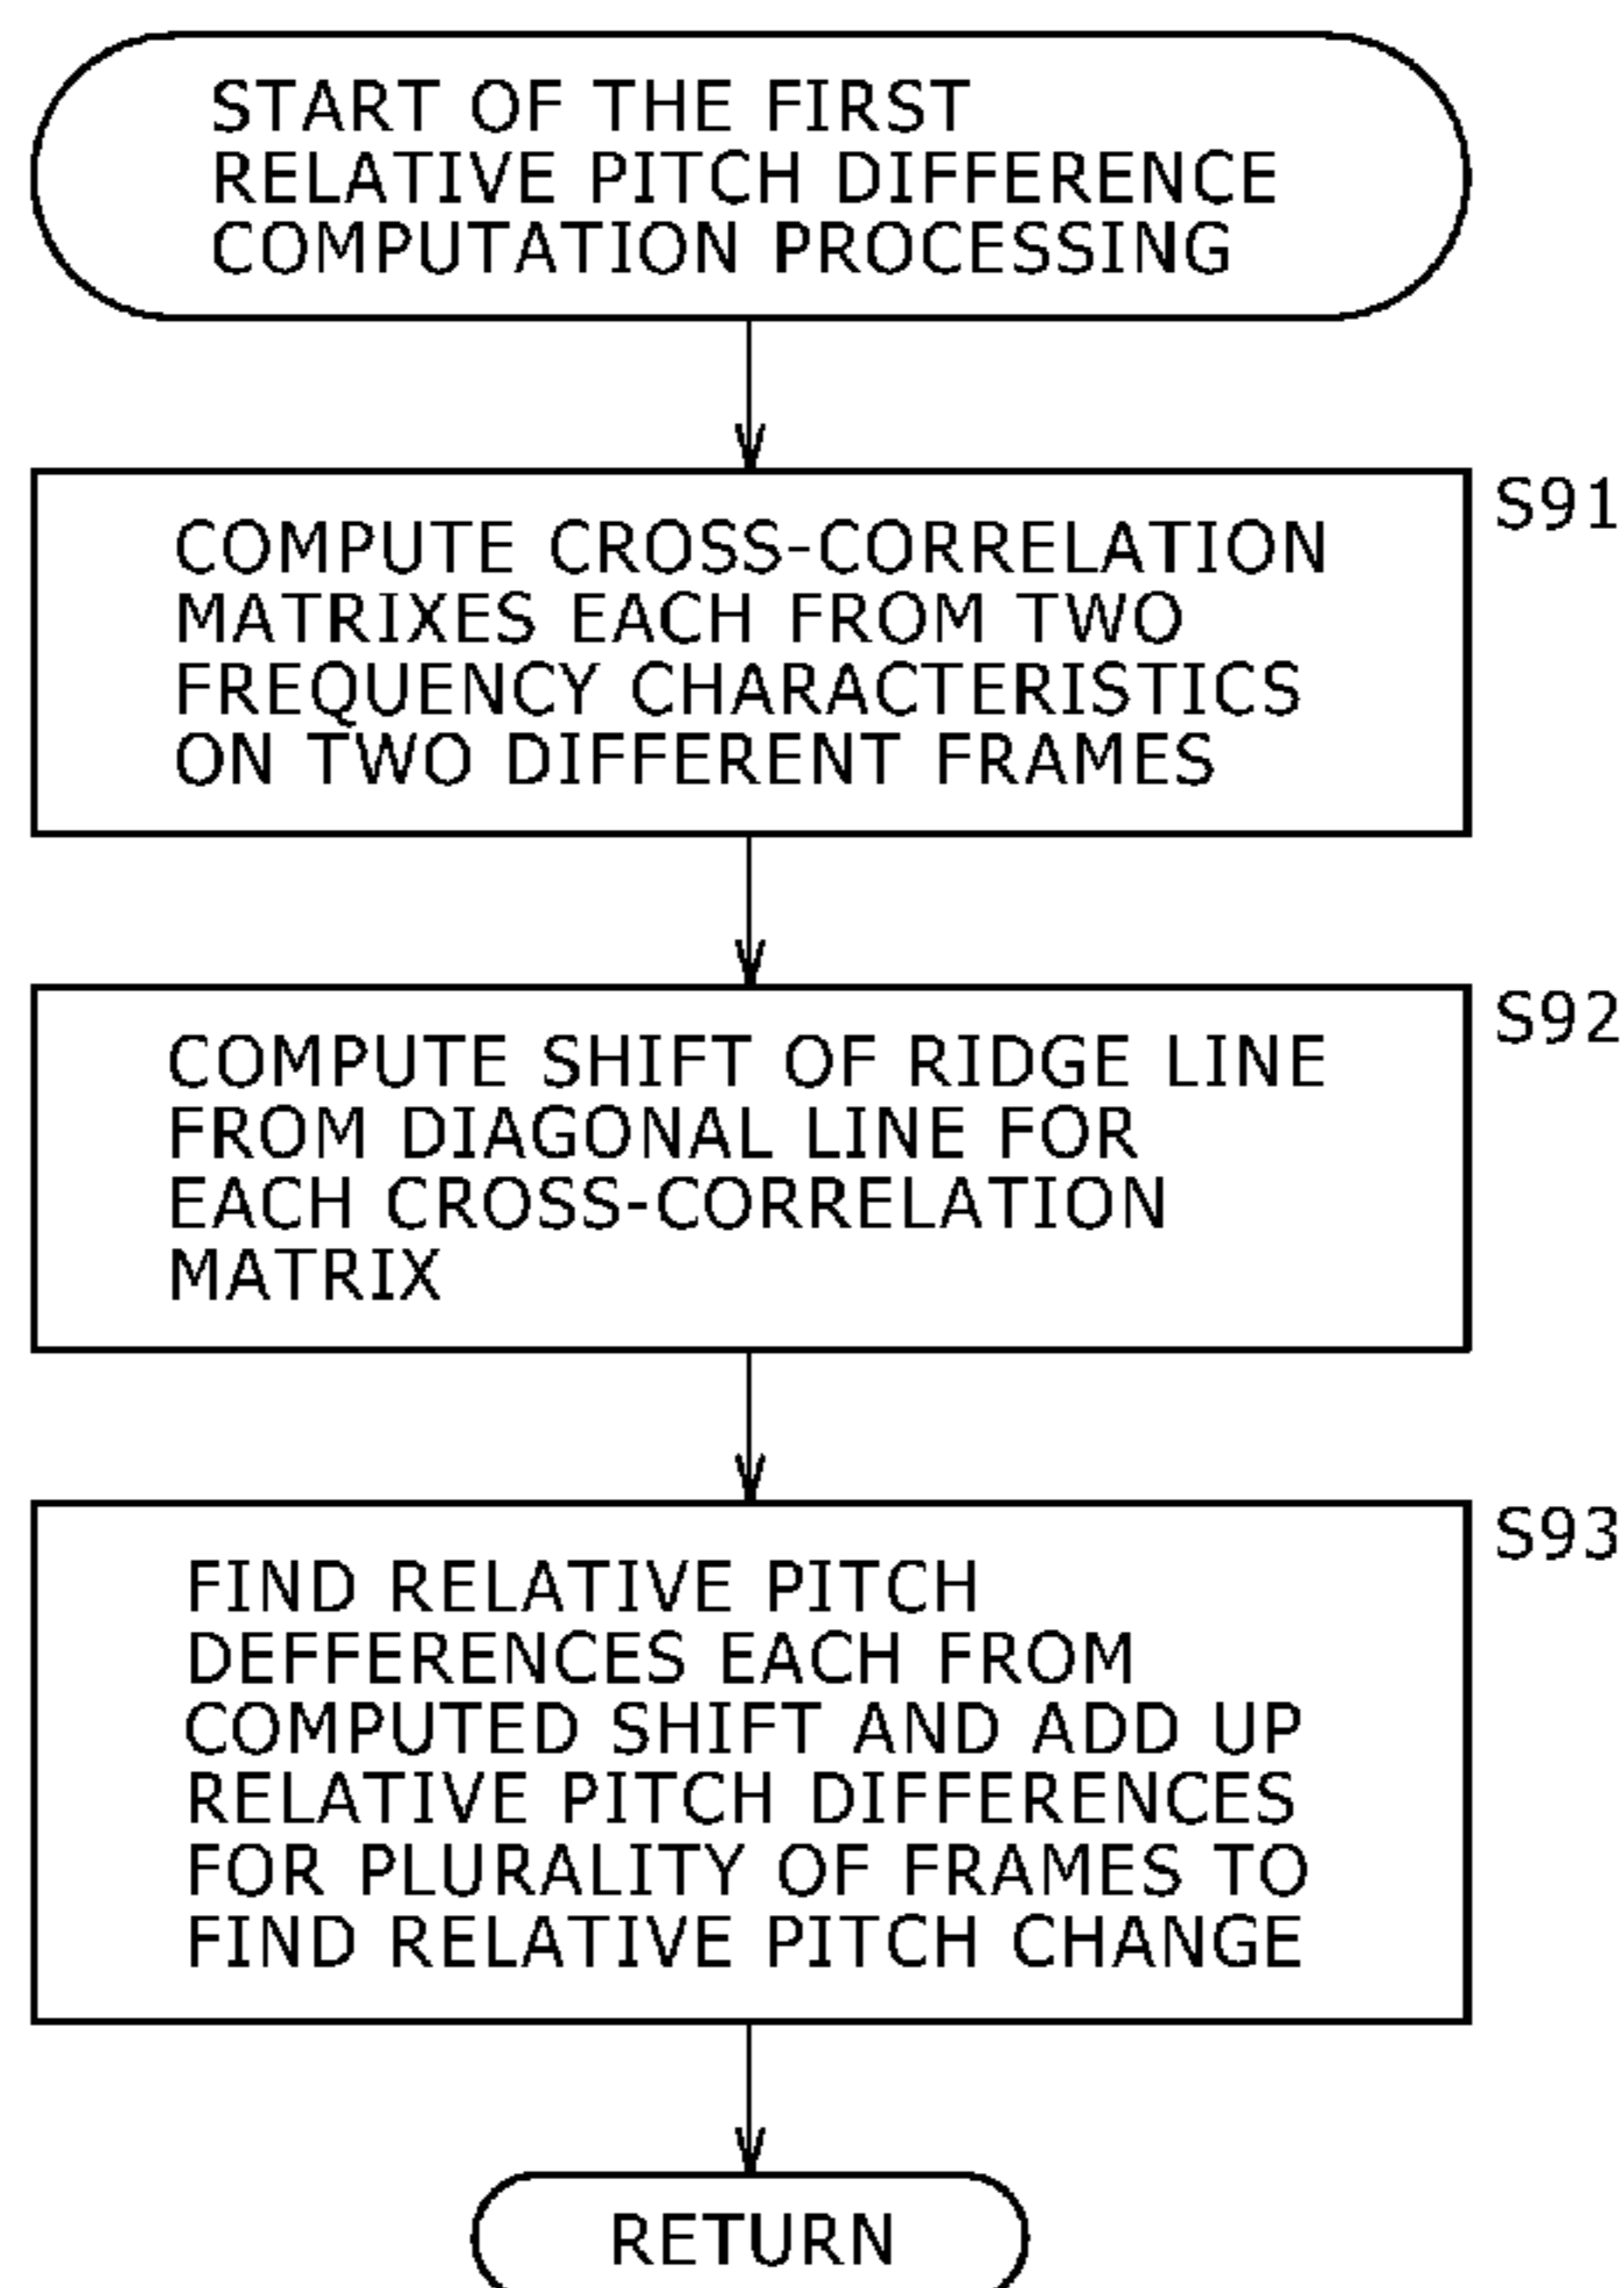 START OF THE FIRST
RELATIVE PITCH DIFFERENCE
COMPUTATION PROCESSING
S91
COMPUTE CROSS-CORRELATION
MATRIXES EACH FROM TWO
FREQUENCY CHARACTERISTICS
ON TWO DIFFERENT FRAMES
S92
COMPUTE SHIFT OF RIDGE LINE
FROM DIAGONAL LINE FOR
EACH CROSS-CORRELATION
MATRIX
S93
FIND RELATIVE PITCH
DEFFERENCES EACH FROM
COMPUTED SHIFT AND ADD UP
RELATIVE PITCH DIFFERENCES
FOR PLURALITY OF FRAMES TO
FIND RELATIVE PITCH CHANGE
RETURN